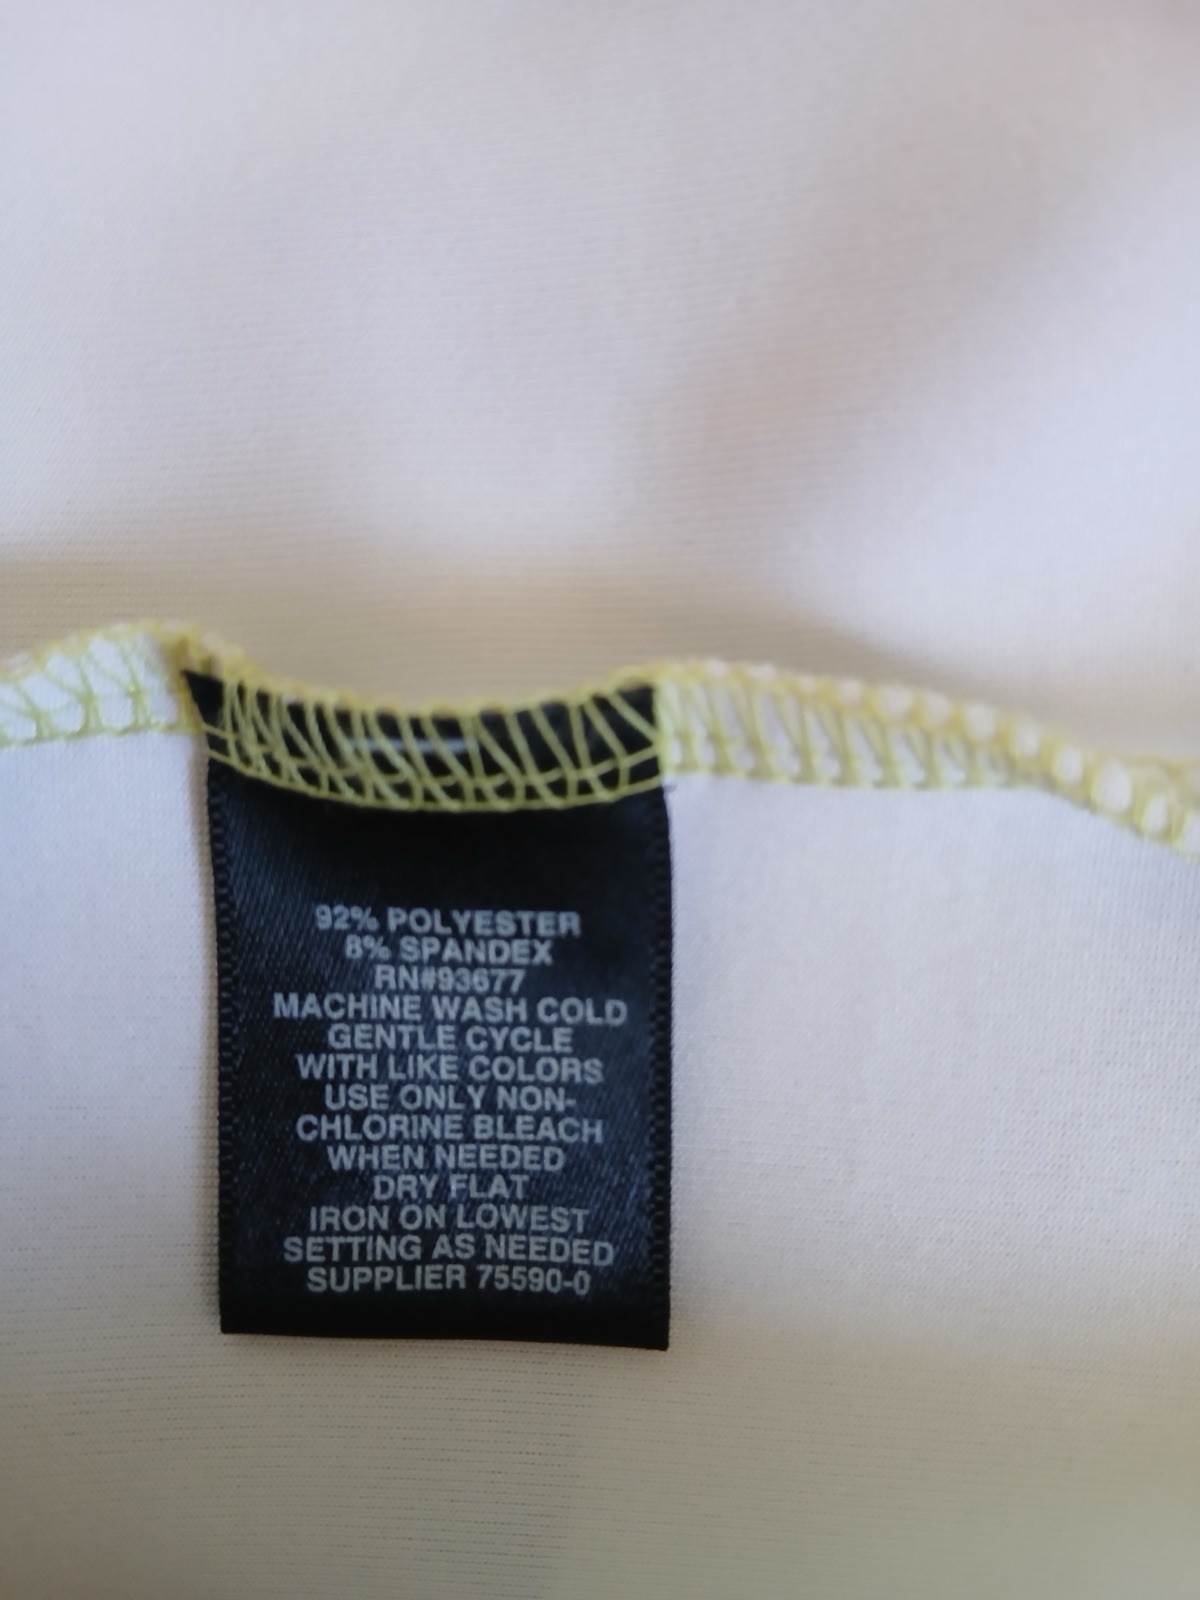 92% POLYESTER
8% SPANDEX
RN#93677
MACHINE WASH COLD
GENTLE CYCLE
WITH LIKE COLORS
USE ONLY NON-
CHLORINE BLEACH
WHEN NEEDED
DRY FLAT
IRON ON LOWEST
SETTING AS NEEDED
SUPPLIER 75590-0